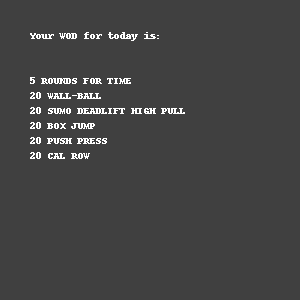 Your WOD for today is:
5 ROUNDS FOR TIME
20 WALL-BALL
20 SUMO DEADLIFT HIGH PULL
20 BOX JUMP
20 PUSH PRESS
20 CAL ROW